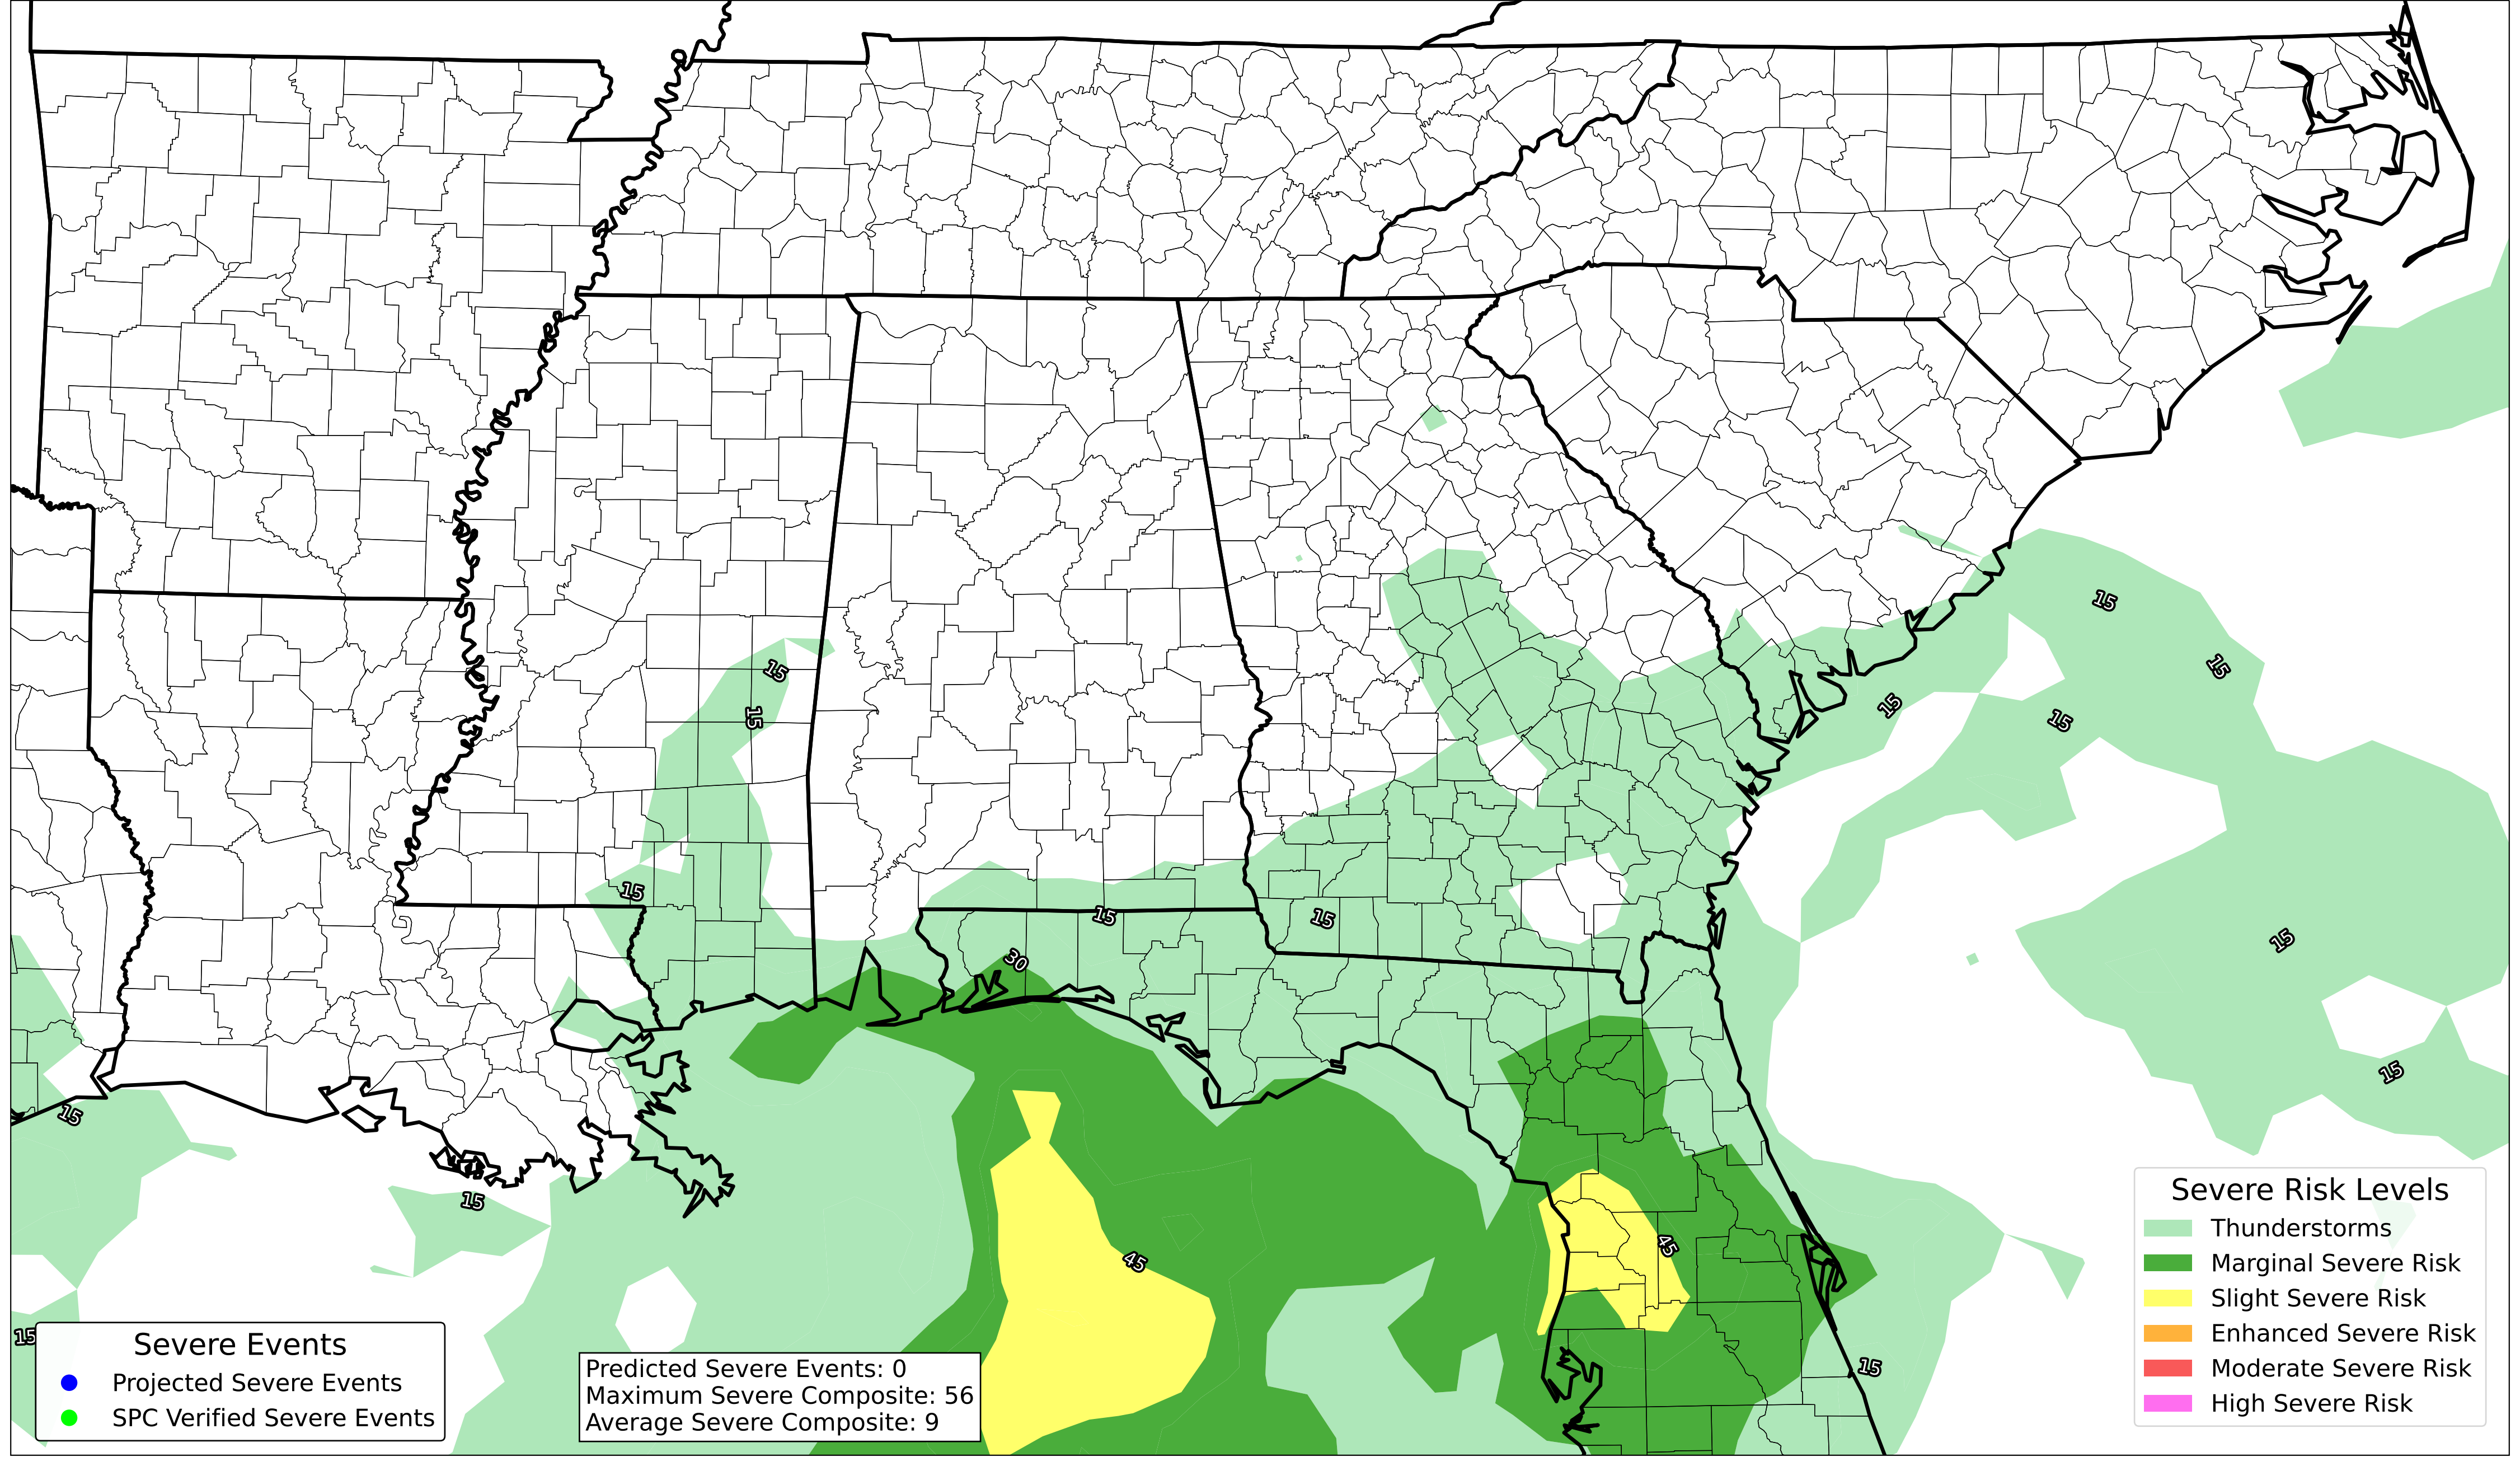 15
15
15
15
15
15
15
15
15
30
15
15
15
15
45
45
15
15
Severe Risk Levels
Thunderstorms
Marginal Severe Risk
Slight Severe Risk
Enhanced Severe Risk
Moderate Severe Risk
High Severe Risk
Severe Events
Projected Severe Events
SPC Verified Severe Events
Predicted Severe Events: 0
Maximum Severe Composite: 56
Average Severe Composite: 9